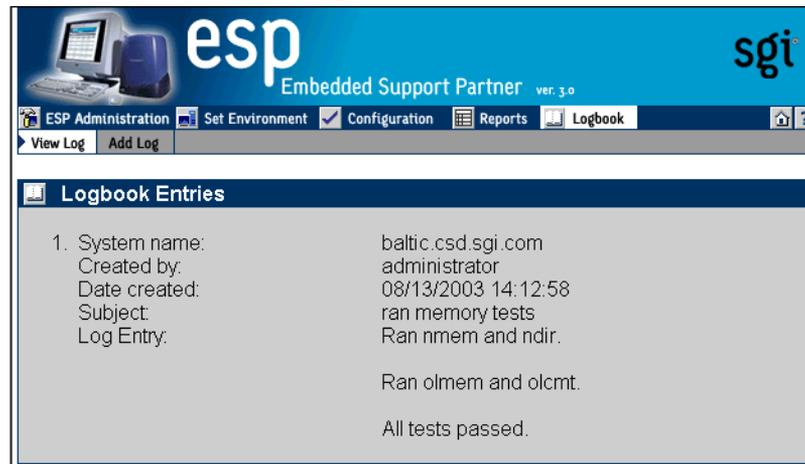 esp
Embedded Support Partner ver. 3.0
sgi
ESP Administration Set Environment Configuration Reports Logbook ?
View Log Add Log
Logbook Entries
1. System name: baltic.csd.sgi.com
Created by: administrator
Date created: 08/13/2003 14:12:58
Subject: ran memory tests
Log Entry: Ran nmem and ndir.
Ran olmem and olcmt.
All tests passed.